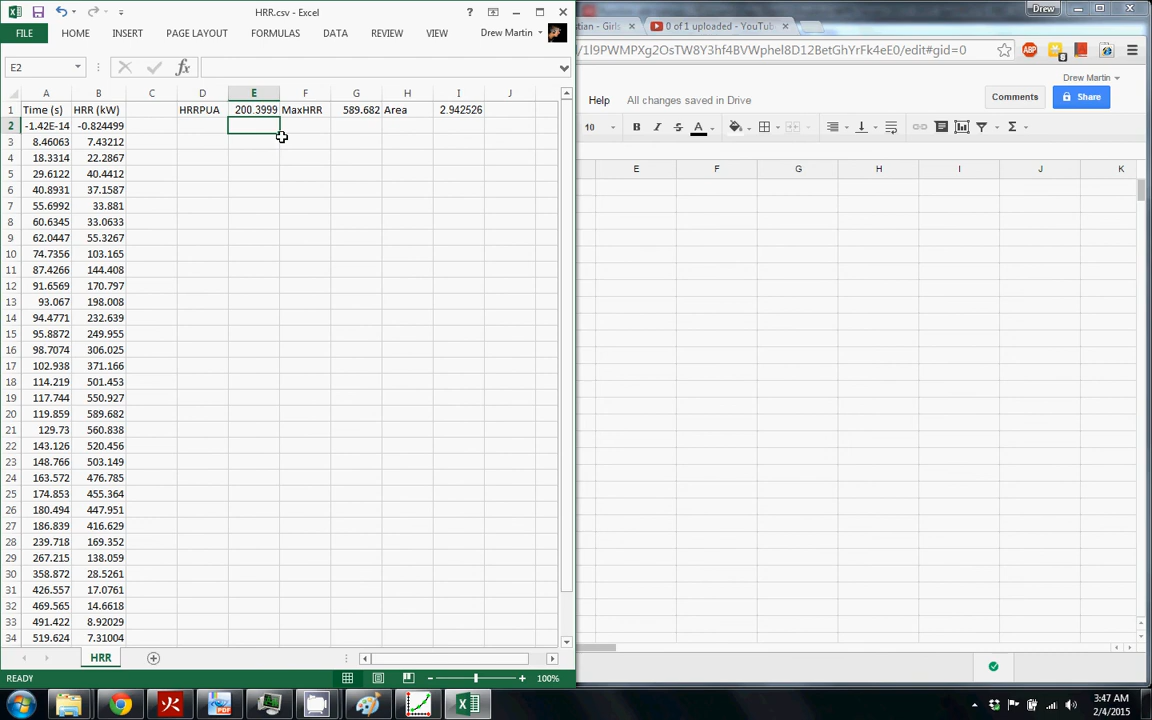 HRR.csv - Excel
FILE HOME INSERT PAGE LAYOUT FORMULAS DATA REVIEW VIEW Drew Martin
E2 fx
A B C D E F G H I J
1 Time (s) HRR (kW) HRRPUA 200.3999 MaxHRR 589.682 Area 2.942526
2 -1.42E-14 -0.824499
3 8.46063 7.43212
4 18.3314 22.2867
5 29.6122 40.4412
6 40.8931 37.1587
7 55.6992 33.881
8 60.6345 33.0633
9 62.0447 55.3267
10 74.7356 103.165
11 87.4266 144.408
12 91.6569 170.797
13 93.067 198.008
14 94.4771 232.639
15 95.8872 249.955
16 98.7074 306.025
17 102.938 371.166
18 114.219 501.453
19 117.744 550.927
20 119.859 589.682
21 129.73 560.838
22 143.126 520.456
23 148.766 503.149
24 163.572 476.785
25 174.853 455.364
26 180.494 447.951
27 186.839 416.629
28 239.718 169.352
29 267.215 138.059
30 358.872 28.5261
31 426.557 17.0761
32 469.565 14.6618
33 491.422 8.92029
34 519.624 7.31004
HRR
READY 100%
Drew
stian - Girls 0 of 1 uploaded - YouTub
/edit#gid=0
Drew Martin
Help All changes saved in Drive Comments Share
10 B I S A
E F G H I J K
3:47 AM
2/4/2015